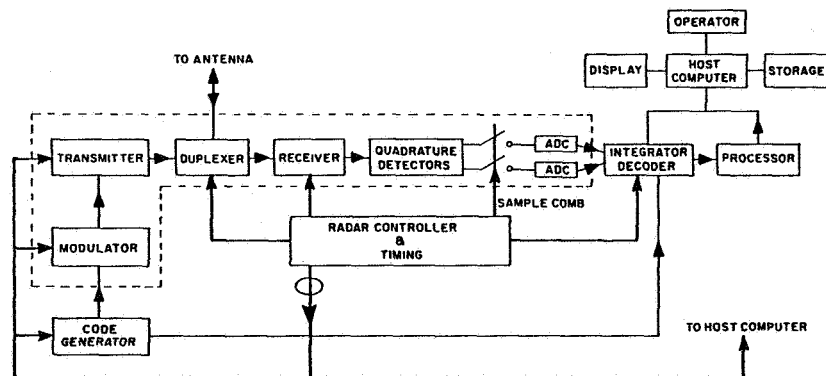 OPERATOR
TO ANTENNA
DISPLAY
HOST
COMPUTER
STORAGE
TRANSMITTER
DUPLEXER
RECEIVER
QUADRATURE
DETECTORS
ADC
ADC
INTEGRATOR
DECODER
PROCESSOR
SAMPLE COMB
RADAR CONTROLLER
&
TIMING
MODULATOR
CODE
GENERATOR
TO HOST COMPUTER